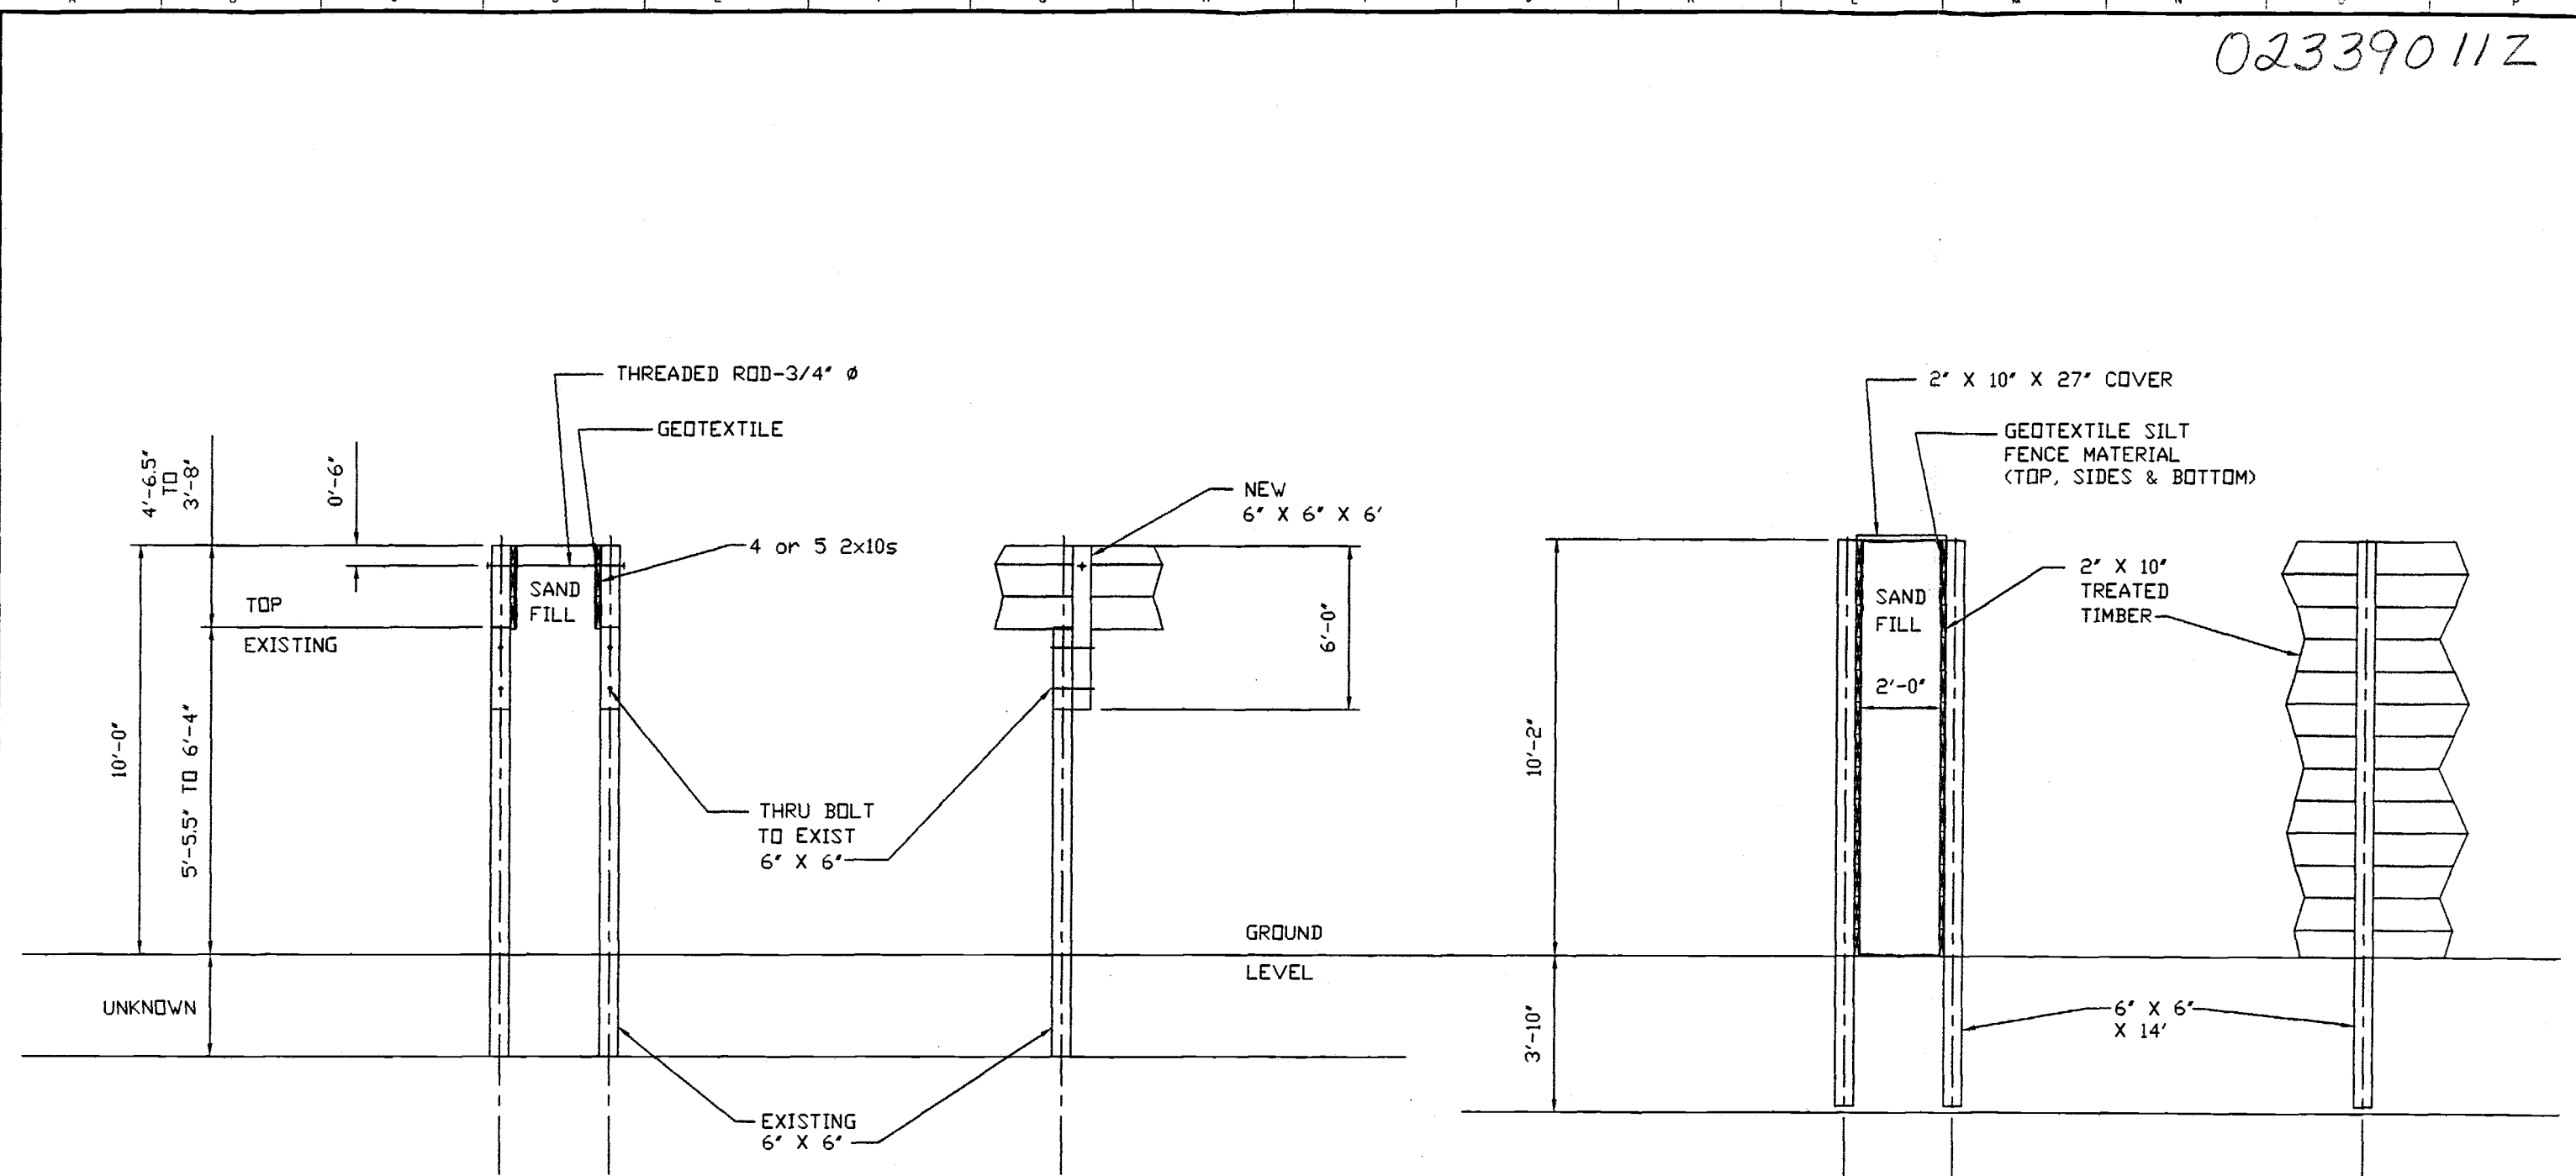 023390112
THREADED ROD-3/4" ø
GEOTEXTILE
4'-6.5"
TO
3'-8"
0'-6"
4 or 5 2x10s
SAND
FILL
TOP
EXISTING
10'-0"
5'-5.5" TO 6'-4"
UNKNOWN
THRU BOLT
TO EXIST
6" X 6"
EXISTING
6" X 6"
NEW
6" X 6" X 6'
6'-0"
GROUND
LEVEL
2" X 10" X 27" COVER
GEOTEXTILE SILT
FENCE MATERIAL
(TOP, SIDES & BOTTOM)
SAND
FILL
2'-0"
2" X 10"
TREATED
TIMBER
10'-2"
3'-10"
6" X 6"
X 14'